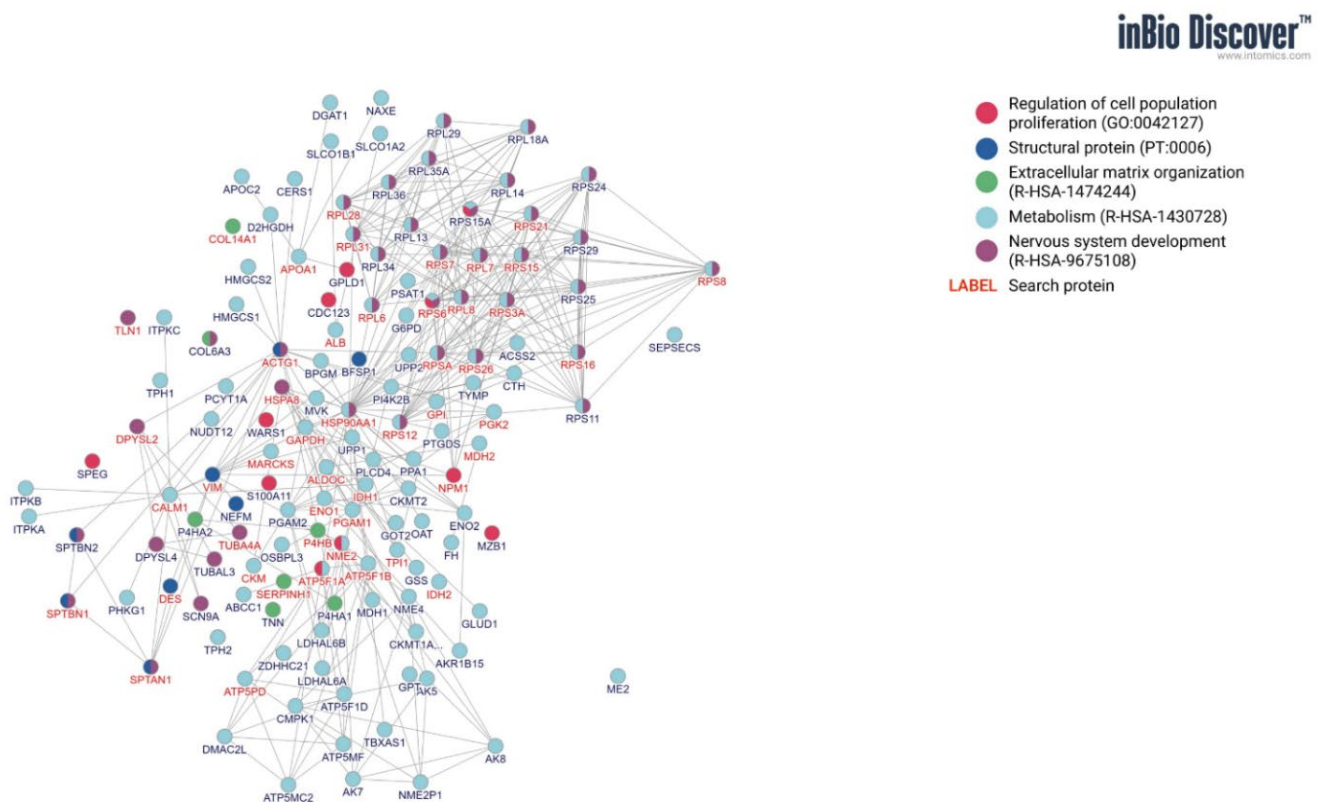 inBio Discover™
www.intomics.com
Regulation of cell population
proliferation (GO:0042127)
Structural protein (PT:0006)
Extracellular matrix organization
(R-HSA-1474244)
Metabolism (R-HSA-1430728)
Nervous system development
(R-HSA-9675108)
LABEL Search protein
NAXE
DGAT1
RPL29
RPL18A
SLCO1B1
SLCO1A2
RPL35A
APOC2
CERS1
RPL36
RPL14
RPS24
RPL28
RPS15A
RPS21
D2HGDH
COL14A1
RPL31
RPL13
RPS29
APOA1
RPL34
RPS7
RPL7
RPS15
RPS8
HMGCS2
GPLD1
PSAT1
RPS25
HMGCS1
CDC123
RPL6
RPS6
RPL8
RPS3A
TLN1
ITPKC
G6PD
COL6A3
ALB
ACSS2
SEPSECS
ACTG1
BPGM
BFSP1
UPP2
RPSA
RPS26
RPS16
TPH1
PCYT1A
HSPA8
MVK
PI4K2B
TYMP
CTH
NUDT12
WARS1
HSP90AA1
GPI
PGK2
RPS11
DPYSL2
GAPDH
RPS12
PTGDS
UPP1
MDH2
SPEG
MARCKS
ALDOC
PLCD4
PPA1
ITPKB
VIM
S100A11
IDH1
CKMT2
NPM1
CALM1
NEFM
ENO1
ITPKA
P4HA2
PGAM2
PGAM1
GOT2
OAT
ENO2
SPTBN2
DPYSL4
TUBA4A
P4HB
NME2
FH
MZB1
TUBAL3
OSBPL3
TPI1
CKM
ATP5F1A
ATP5F1B
GSS
SPTBN1
PHKG1
DES
SERPINH1
IDH2
SCN9A
ABCC1
TNN
P4HA1
MDH1
NME4
GLUD1
TPH2
LDHAL6B
CKMT1A...
SPTAN1
ZDHHC21
AKR1B15
LDHAL6A
ME2
ATP5PD
GPT
AK5
CMPK1
ATP5F1D
DMAC2L
ATP5MF
TBXAS1
AK8
ATP5MC2
AK7
NME2P1